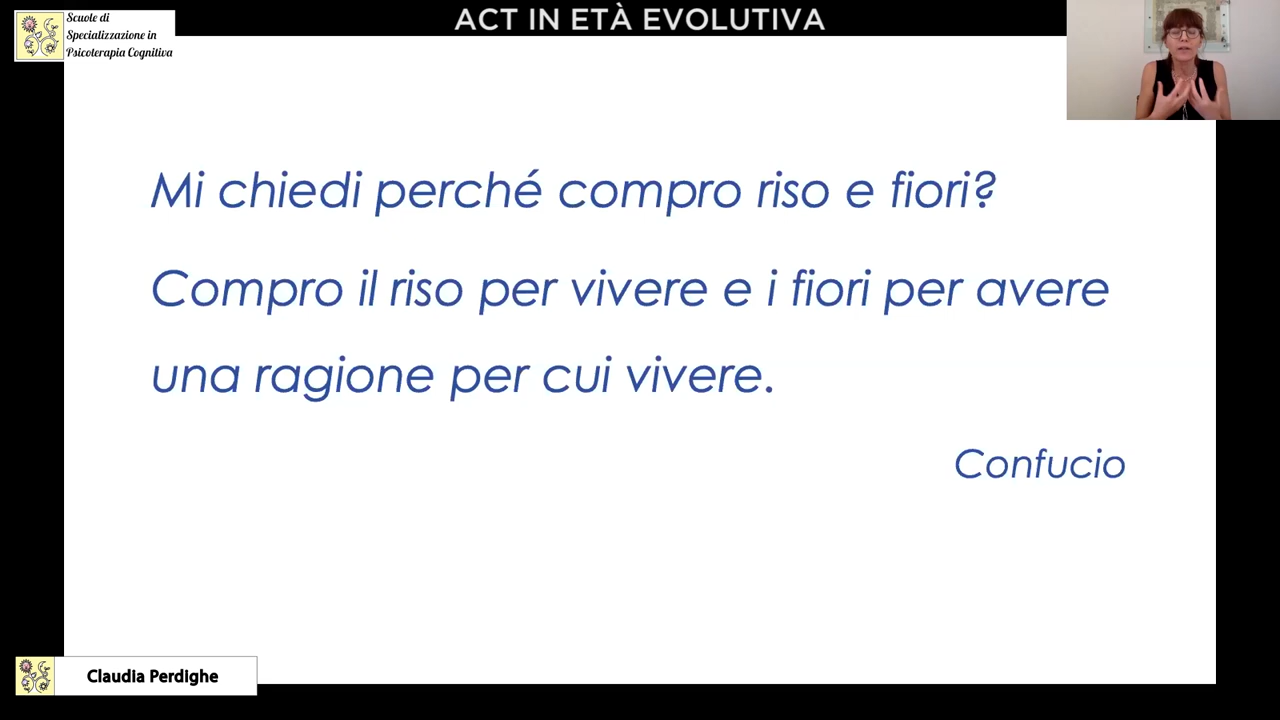 Scuole di
Specializzazione in
Psicoterapia Cognitiva
ACT IN ETÀ EVOLUTIVA
Mi chiedi perché compro riso e fiori?
Compro il riso per vivere e i fiori per avere
una ragione per cui vivere.
Confucio
Claudia Perdighe